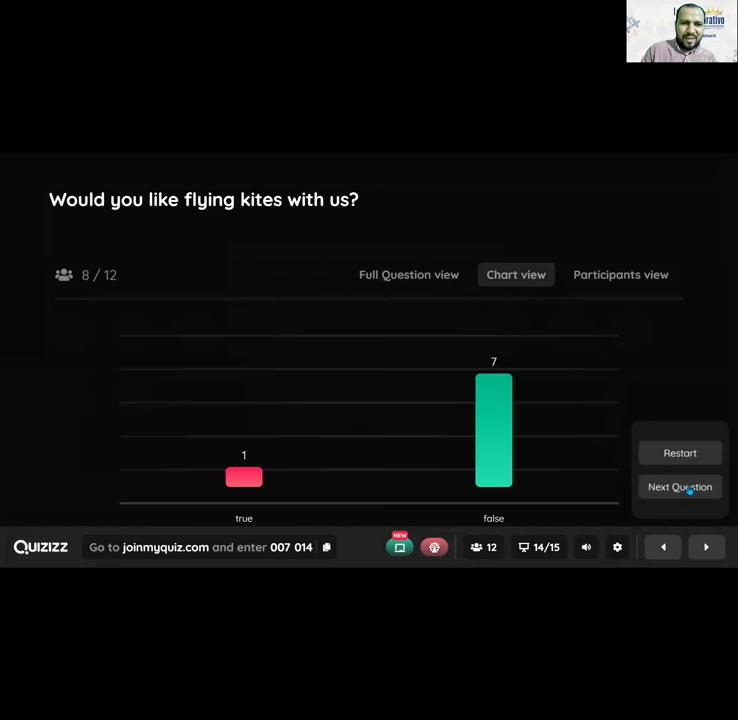 Would you like flying kites with us?
8 / 12
Full Question view
Chart view
Participants view
7
1
Restart
Next Question
true
false
QUIZIZZ
Go to joinmyquiz.com and enter 007 014
NEW
12
14/15